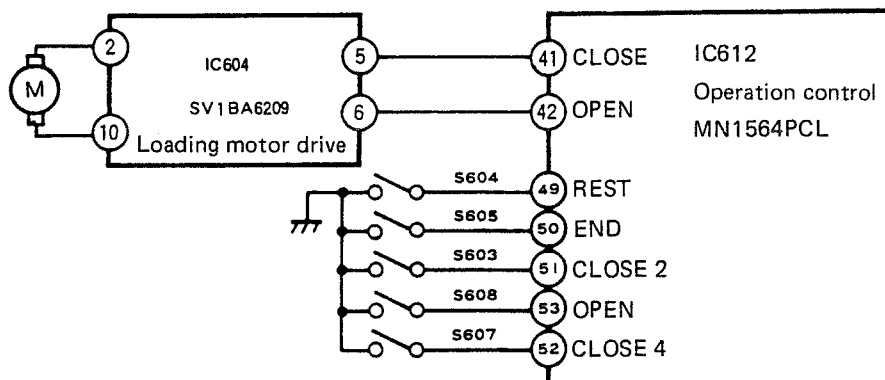 M
2
10
IC604
SV1BA6209
Loading motor drive
5
6
41 CLOSE
42 OPEN
IC612
Operation control
MN1564PCL
S604 49 REST
S605 50 END
S603 51 CLOSE 2
S608 53 OPEN
S607 52 CLOSE 4